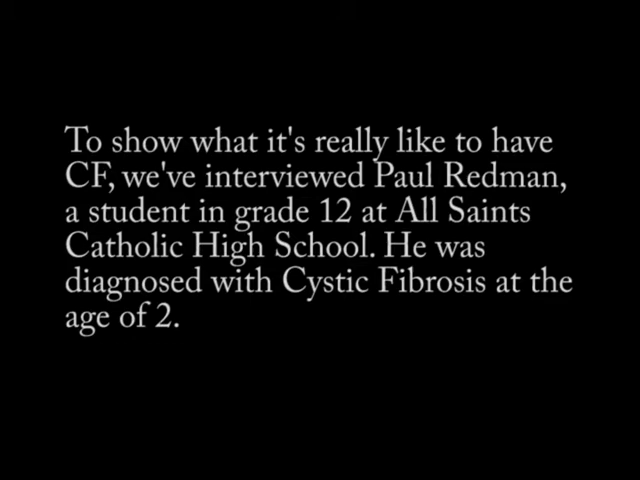 To show what it's really like to have
CF, we've interviewed Paul Redman,
a student in grade 12 at All Saints
Catholic High School. He was
diagnosed with Cystic Fibrosis at the
age of 2.